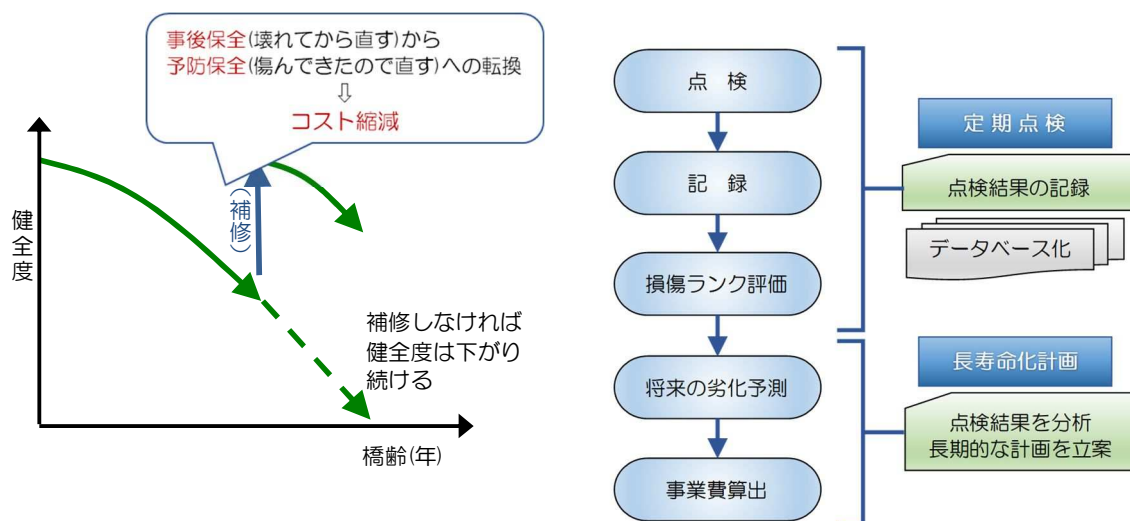 事後保全(壊れてから直す)から
予防保全(傷んできたので直す)への転換
⇩
コスト縮減
健全度
(補修)
補修しなければ
健全度は下がり
続ける
橋齢(年)
点　検
記　録
損傷ランク評価
将来の劣化予測
事業費算出
定期点検
点検結果の記録
データベース化
長寿命化計画
点検結果を分析
長期的な計画を立案